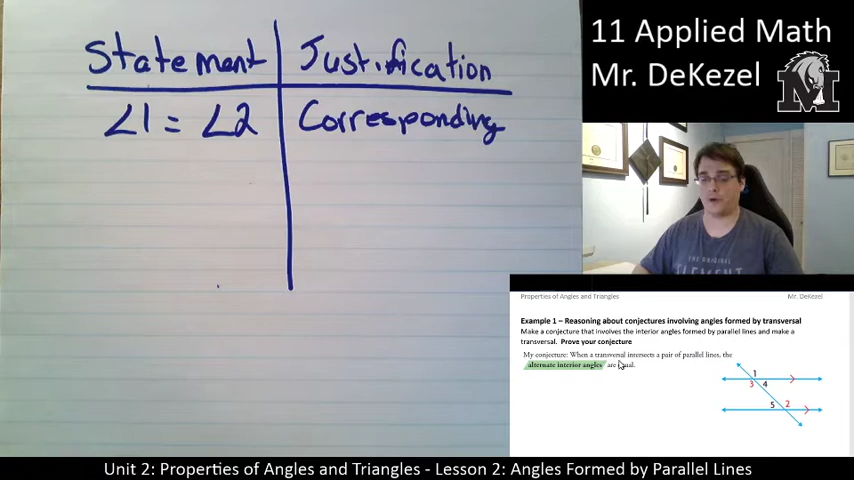 Statement Justification
∠1 = ∠2 Corresponding
11 Applied Math
Mr. DeKezel
M
Properties of Angles and Triangles Mr. DeKezel
Example 1 – Reasoning about conjectures involving angles formed by transversal
Make a conjecture that involves the interior angles formed by parallel lines and make a
transversal. Prove your conjecture
My conjecture: When a transversal intersects a pair of parallel lines, the
alternate interior angles are equal.
1
3 4
5 2
Unit 2: Properties of Angles and Triangles - Lesson 2: Angles Formed by Parallel Lines